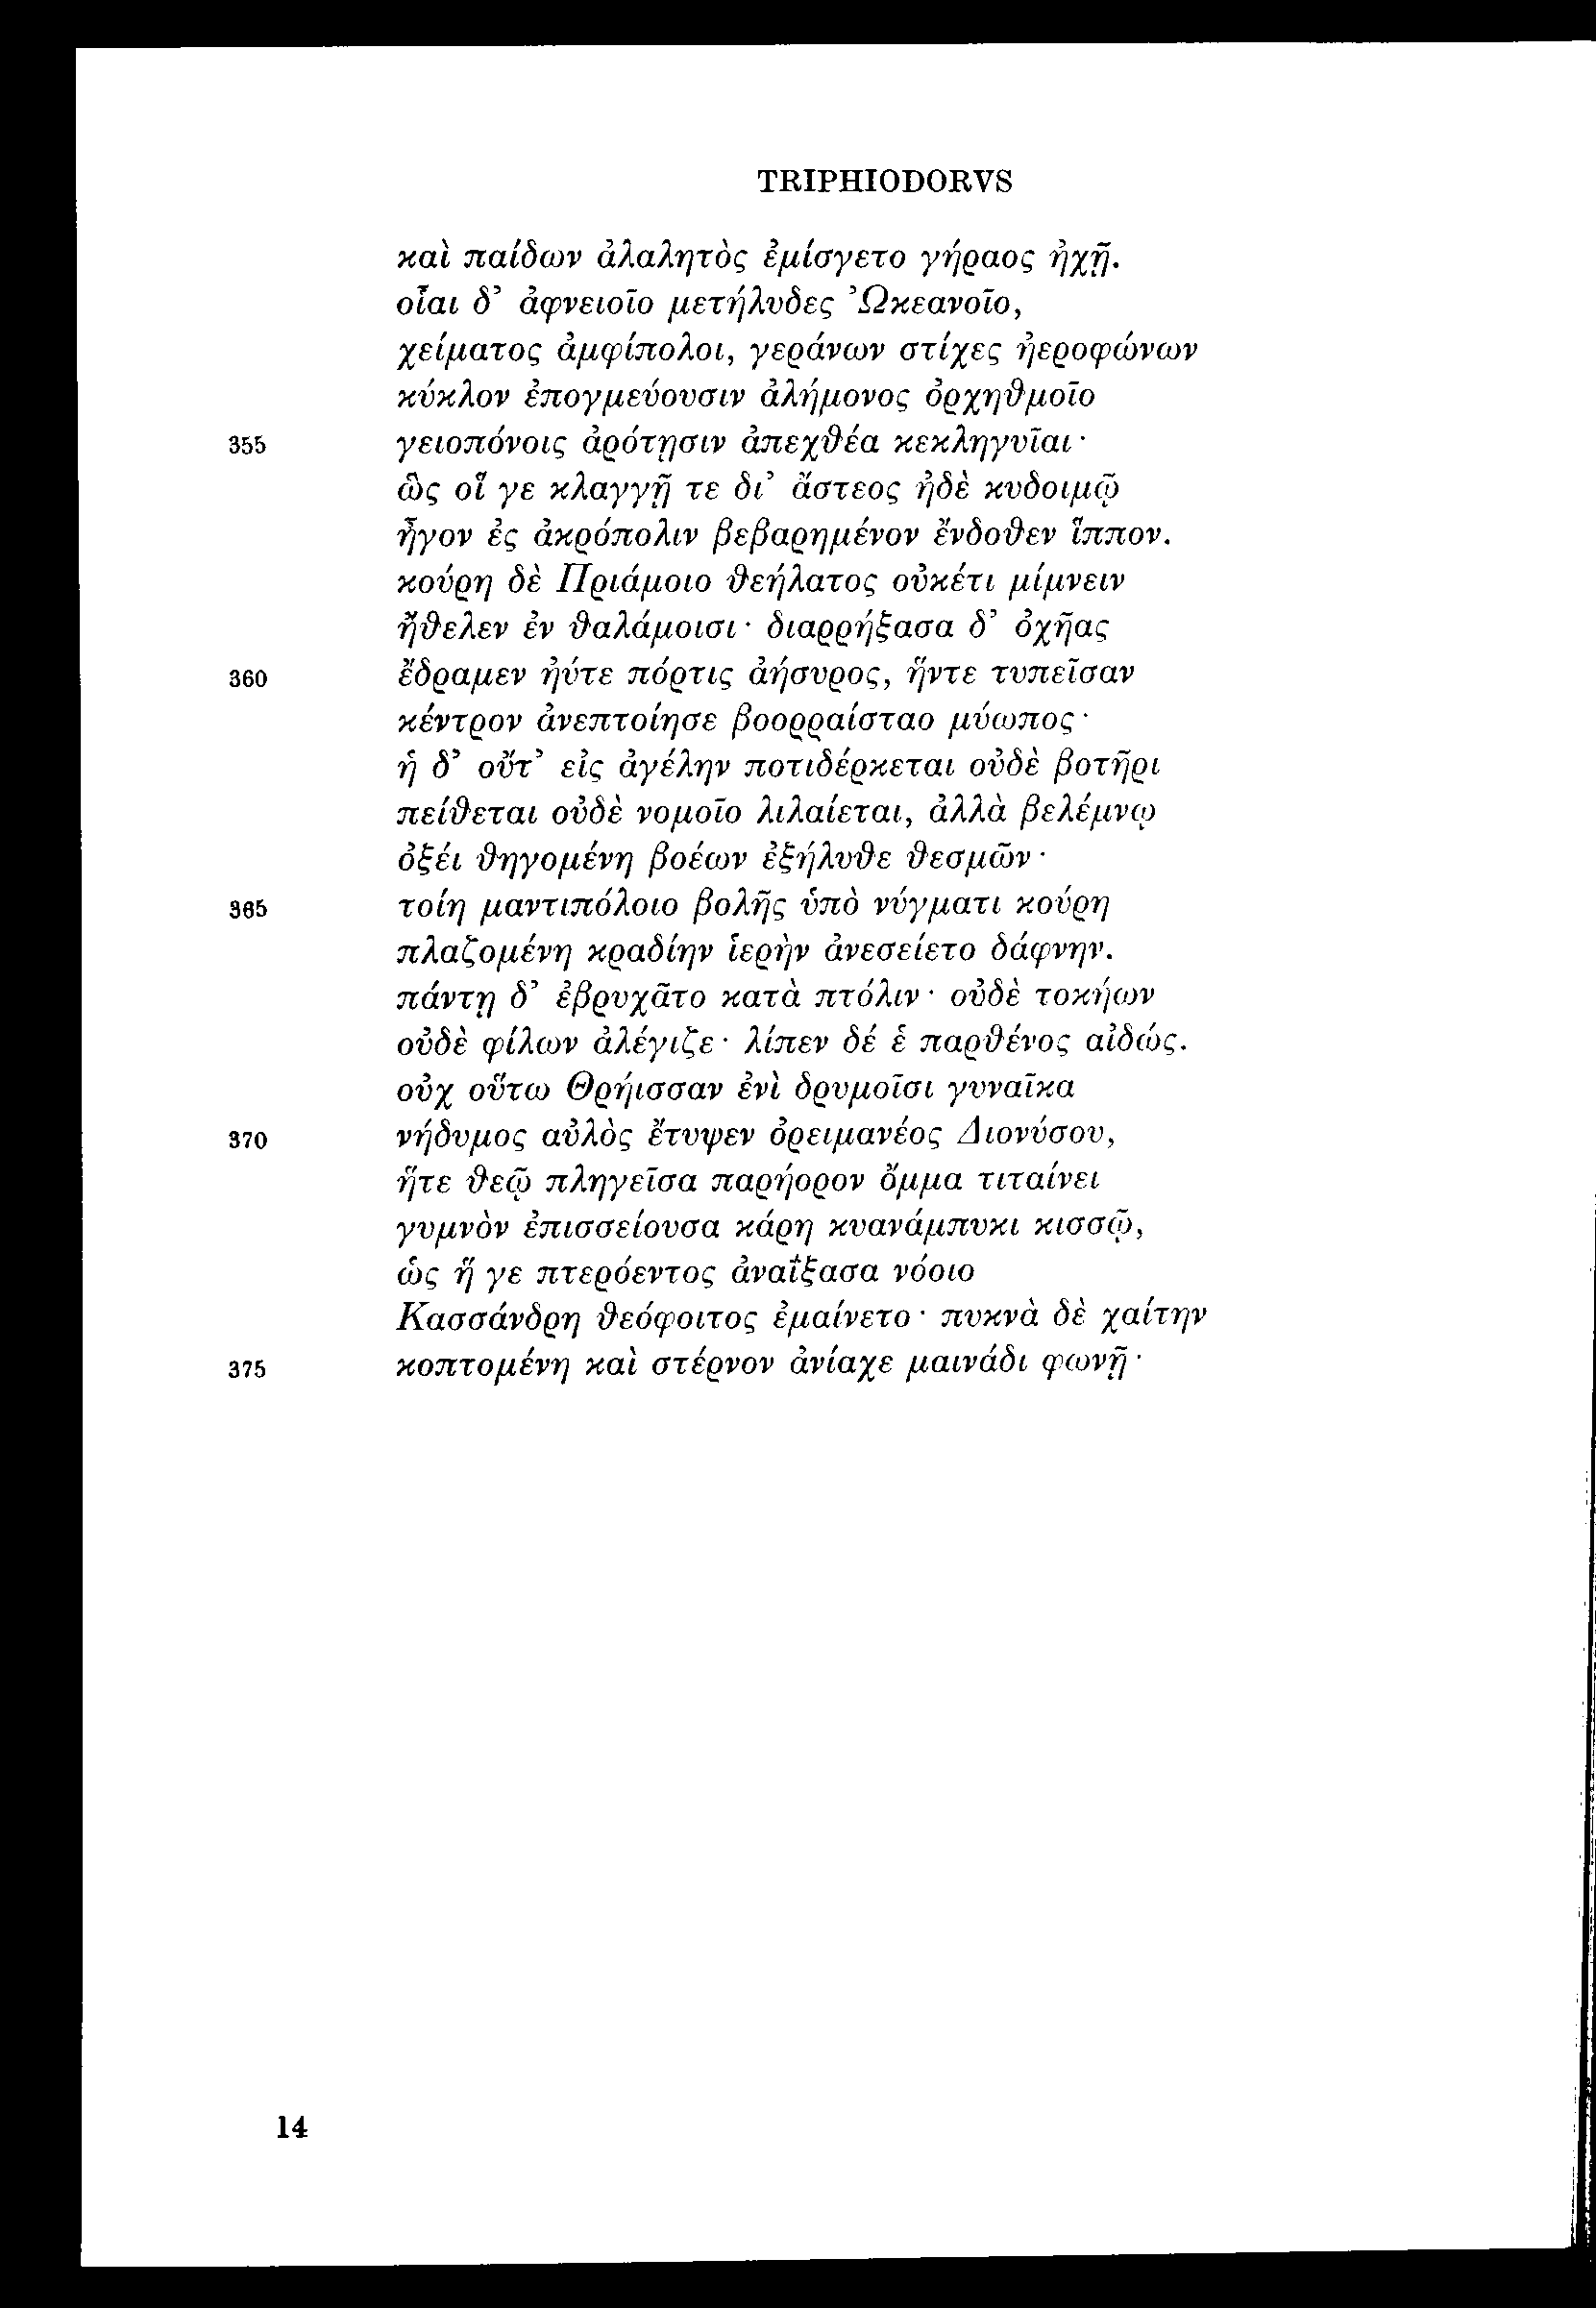 TRIPHIODORVS
καὶ παίδων ἀλαλητὸς ἐμίσγετο γήραος ἠχῇ.
οἷαι δ’ ἀφνειοῖο μετήλυδες Ὠκεανοῖο,
χείματος ἀμφίπολοι, γεράνων στίχες ἠεροφώνων
κύκλον ἐπογμεύουσιν ἀλήμονος ὀρχηθμοῖο
355 γειοπόνοις ἀρότῃσιν ἀπεχθέα κεκληγυῖαι·
ὣς οἵ γε κλαγγῇ τε δι’ ἄστεος ἠδὲ κυδοιμῷ
ἦγον ἐς ἀκρόπολιν βεβαρημένον ἔνδοθεν ἵππον.
κούρη δὲ Πριάμοιο θεήλατος οὐκέτι μίμνειν
ἤθελεν ἐν θαλάμοισι· διαρρήξασα δ’ ὀχῆας
360 ἔδραμεν ἠύτε πόρτις ἀήσυρος, ἥντε τυπεῖσαν
κέντρον ἀνεπτοίησε βοορραίσταο μύωπος·
ἡ δ’ οὔτ’ εἰς ἀγέλην ποτιδέρκεται οὐδὲ βοτῆρι
πείθεται οὐδὲ νομοῖο λιλαίεται, ἀλλὰ βελέμνῳ
ὀξέι θηγομένη βοέων ἐξήλυθε θεσμῶν·
365 τοίη μαντιπόλοιο βολῆς ὑπὸ νύγματι κούρη
πλαζομένη κραδίην ἱερὴν ἀνεσείετο δάφνην.
πάντῃ δ’ ἐβρυχᾶτο κατὰ πτόλιν· οὐδὲ τοκήων
οὐδὲ φίλων ἀλέγιζε· λίπεν δέ ἑ παρθένος αἰδώς.
οὐχ οὕτω Θρήισσαν ἐνὶ δρυμοῖσι γυναῖκα
370 νήδυμος αὐλὸς ἔτυψεν ὀρειμανέος Διονύσου,
ἥτε θεῷ πληγεῖσα παρήορον ὄμμα τιταίνει
γυμνὸν ἐπισσείουσα κάρη κυανάμπυκι κισσῷ,
ὡς ἥ γε πτερόεντος ἀναΐξασα νόοιο
Κασσάνδρη θεόφοιτος ἐμαίνετο· πυκνὰ δὲ χαίτην
375 κοπτομένη καὶ στέρνον ἀνίαχε μαινάδι φωνῇ·
14